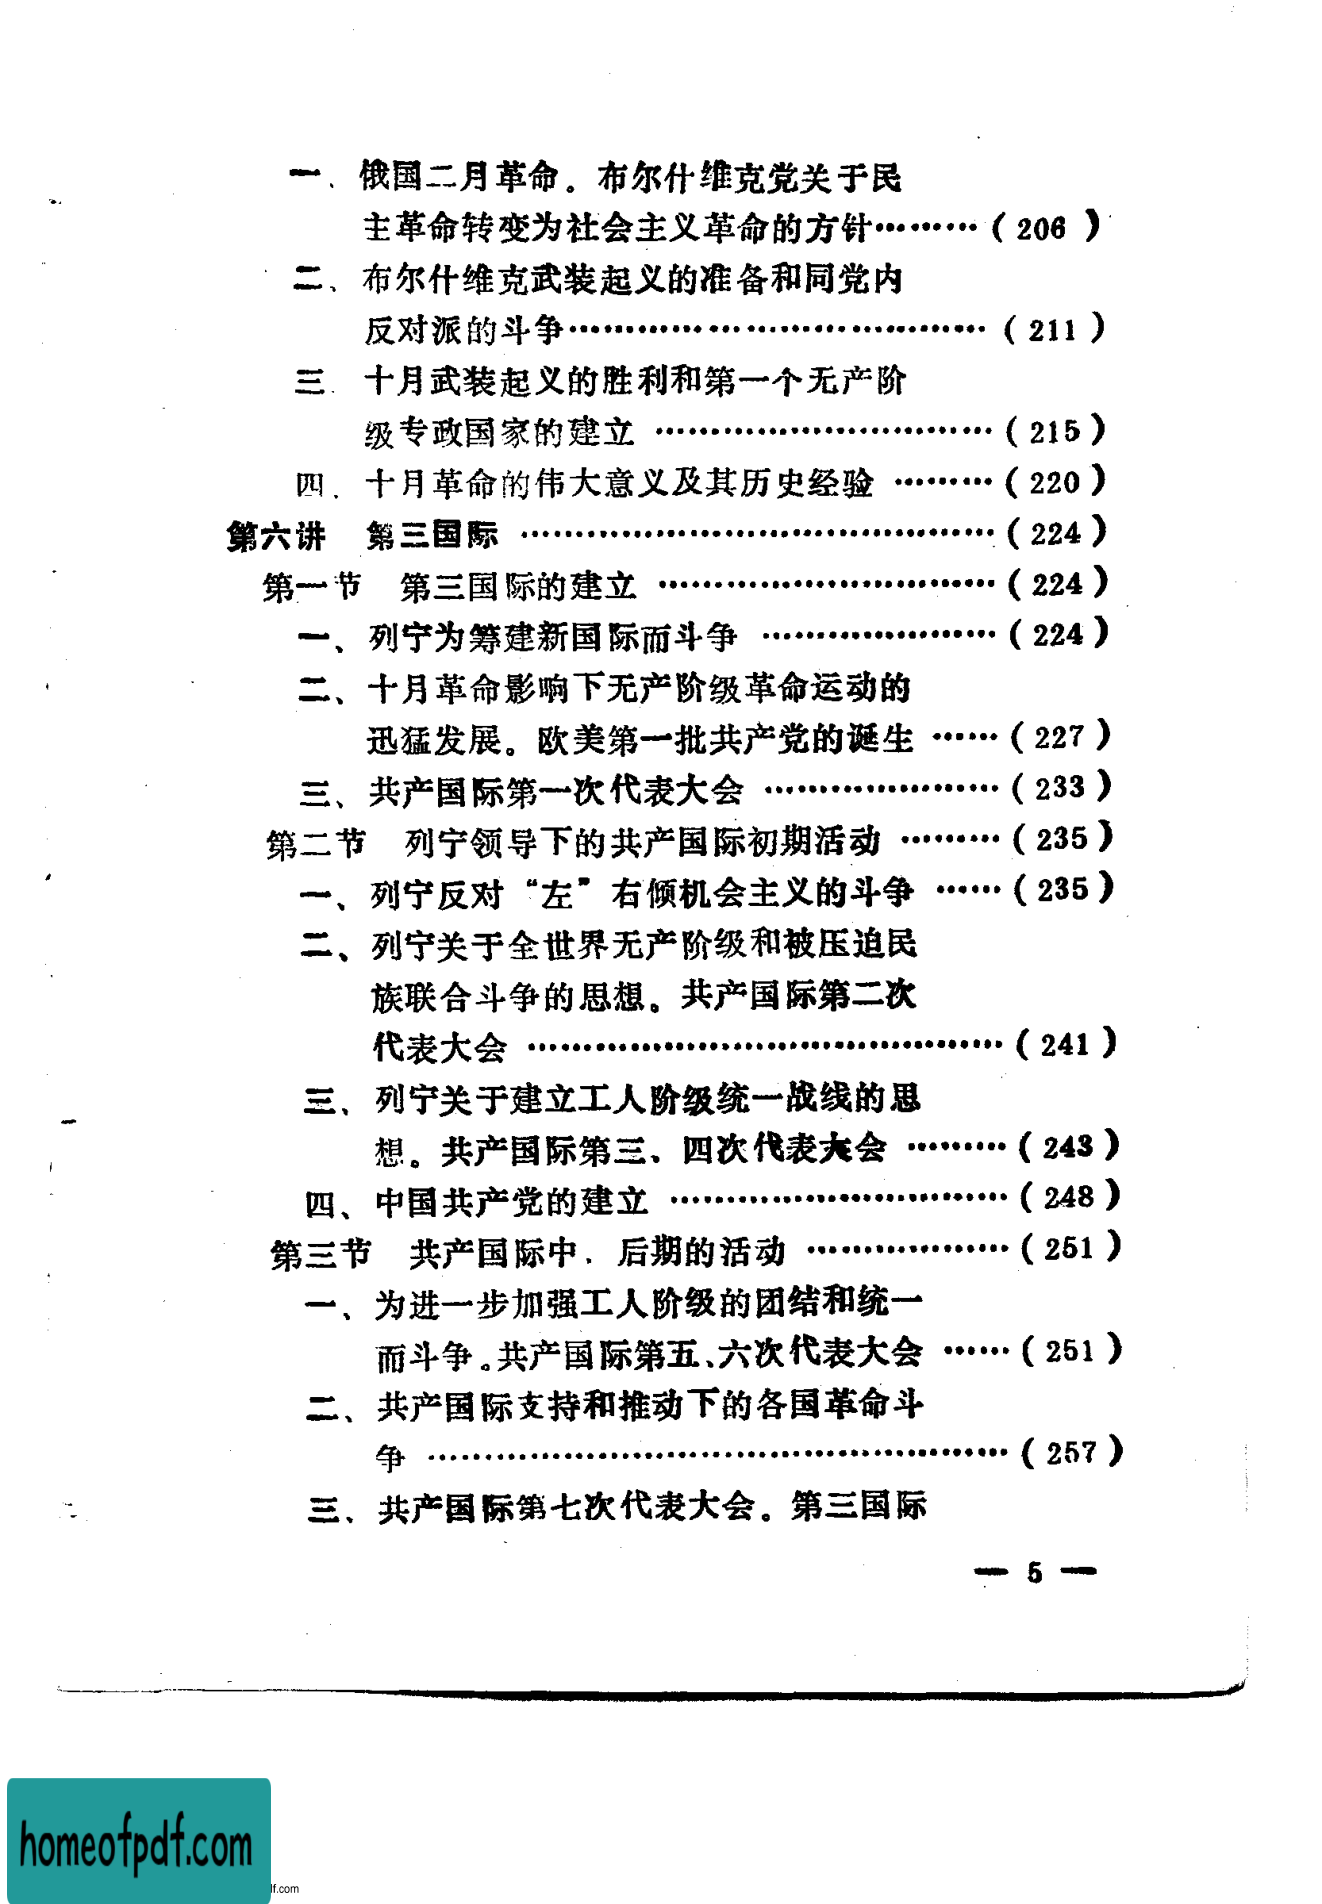 一、俄国二月革命。布尔什维克党关于民
主革命转变为社会主义革命的方针………(206)
二、布尔什维克武装起义的准备和同党内
反对派的斗争…………………………………(211)
三、十月武装起义的胜利和第一个无产阶
级专政国家的建立…………………………(215)
四、十月革命的伟大意义及其历史经验………(220)
第六讲 第三国际……………………………………(224)
第一节 第三国际的建立…………………………(224)
一、列宁为筹建新国际而斗争…………………(224)
二、十月革命影响下无产阶级革命运动的
迅猛发展。欧美第一批共产党的诞生……(227)
三、共产国际第一次代表大会…………………(233)
第二节 列宁领导下的共产国际初期活动………(235)
一、列宁反对“左”右倾机会主义的斗争……(235)
二、列宁关于全世界无产阶级和被压迫民
族联合斗争的思想。共产国际第二次
代表大会……………………………………(241)
三、列宁关于建立工人阶级统一战线的思
想。共产国际第三、四次代表大会………(243)
四、中国共产党的建立…………………………(248)
第三节 共产国际中、后期的活动………………(251)
一、为进一步加强工人阶级的团结和统一
而斗争。共产国际第五、六次代表大会……(251)
二、共产国际支持和推动下的各国革命斗
争……………………………………………(257)
三、共产国际第七次代表大会。第三国际
— 5 —
homeofpdf.com
lf.com